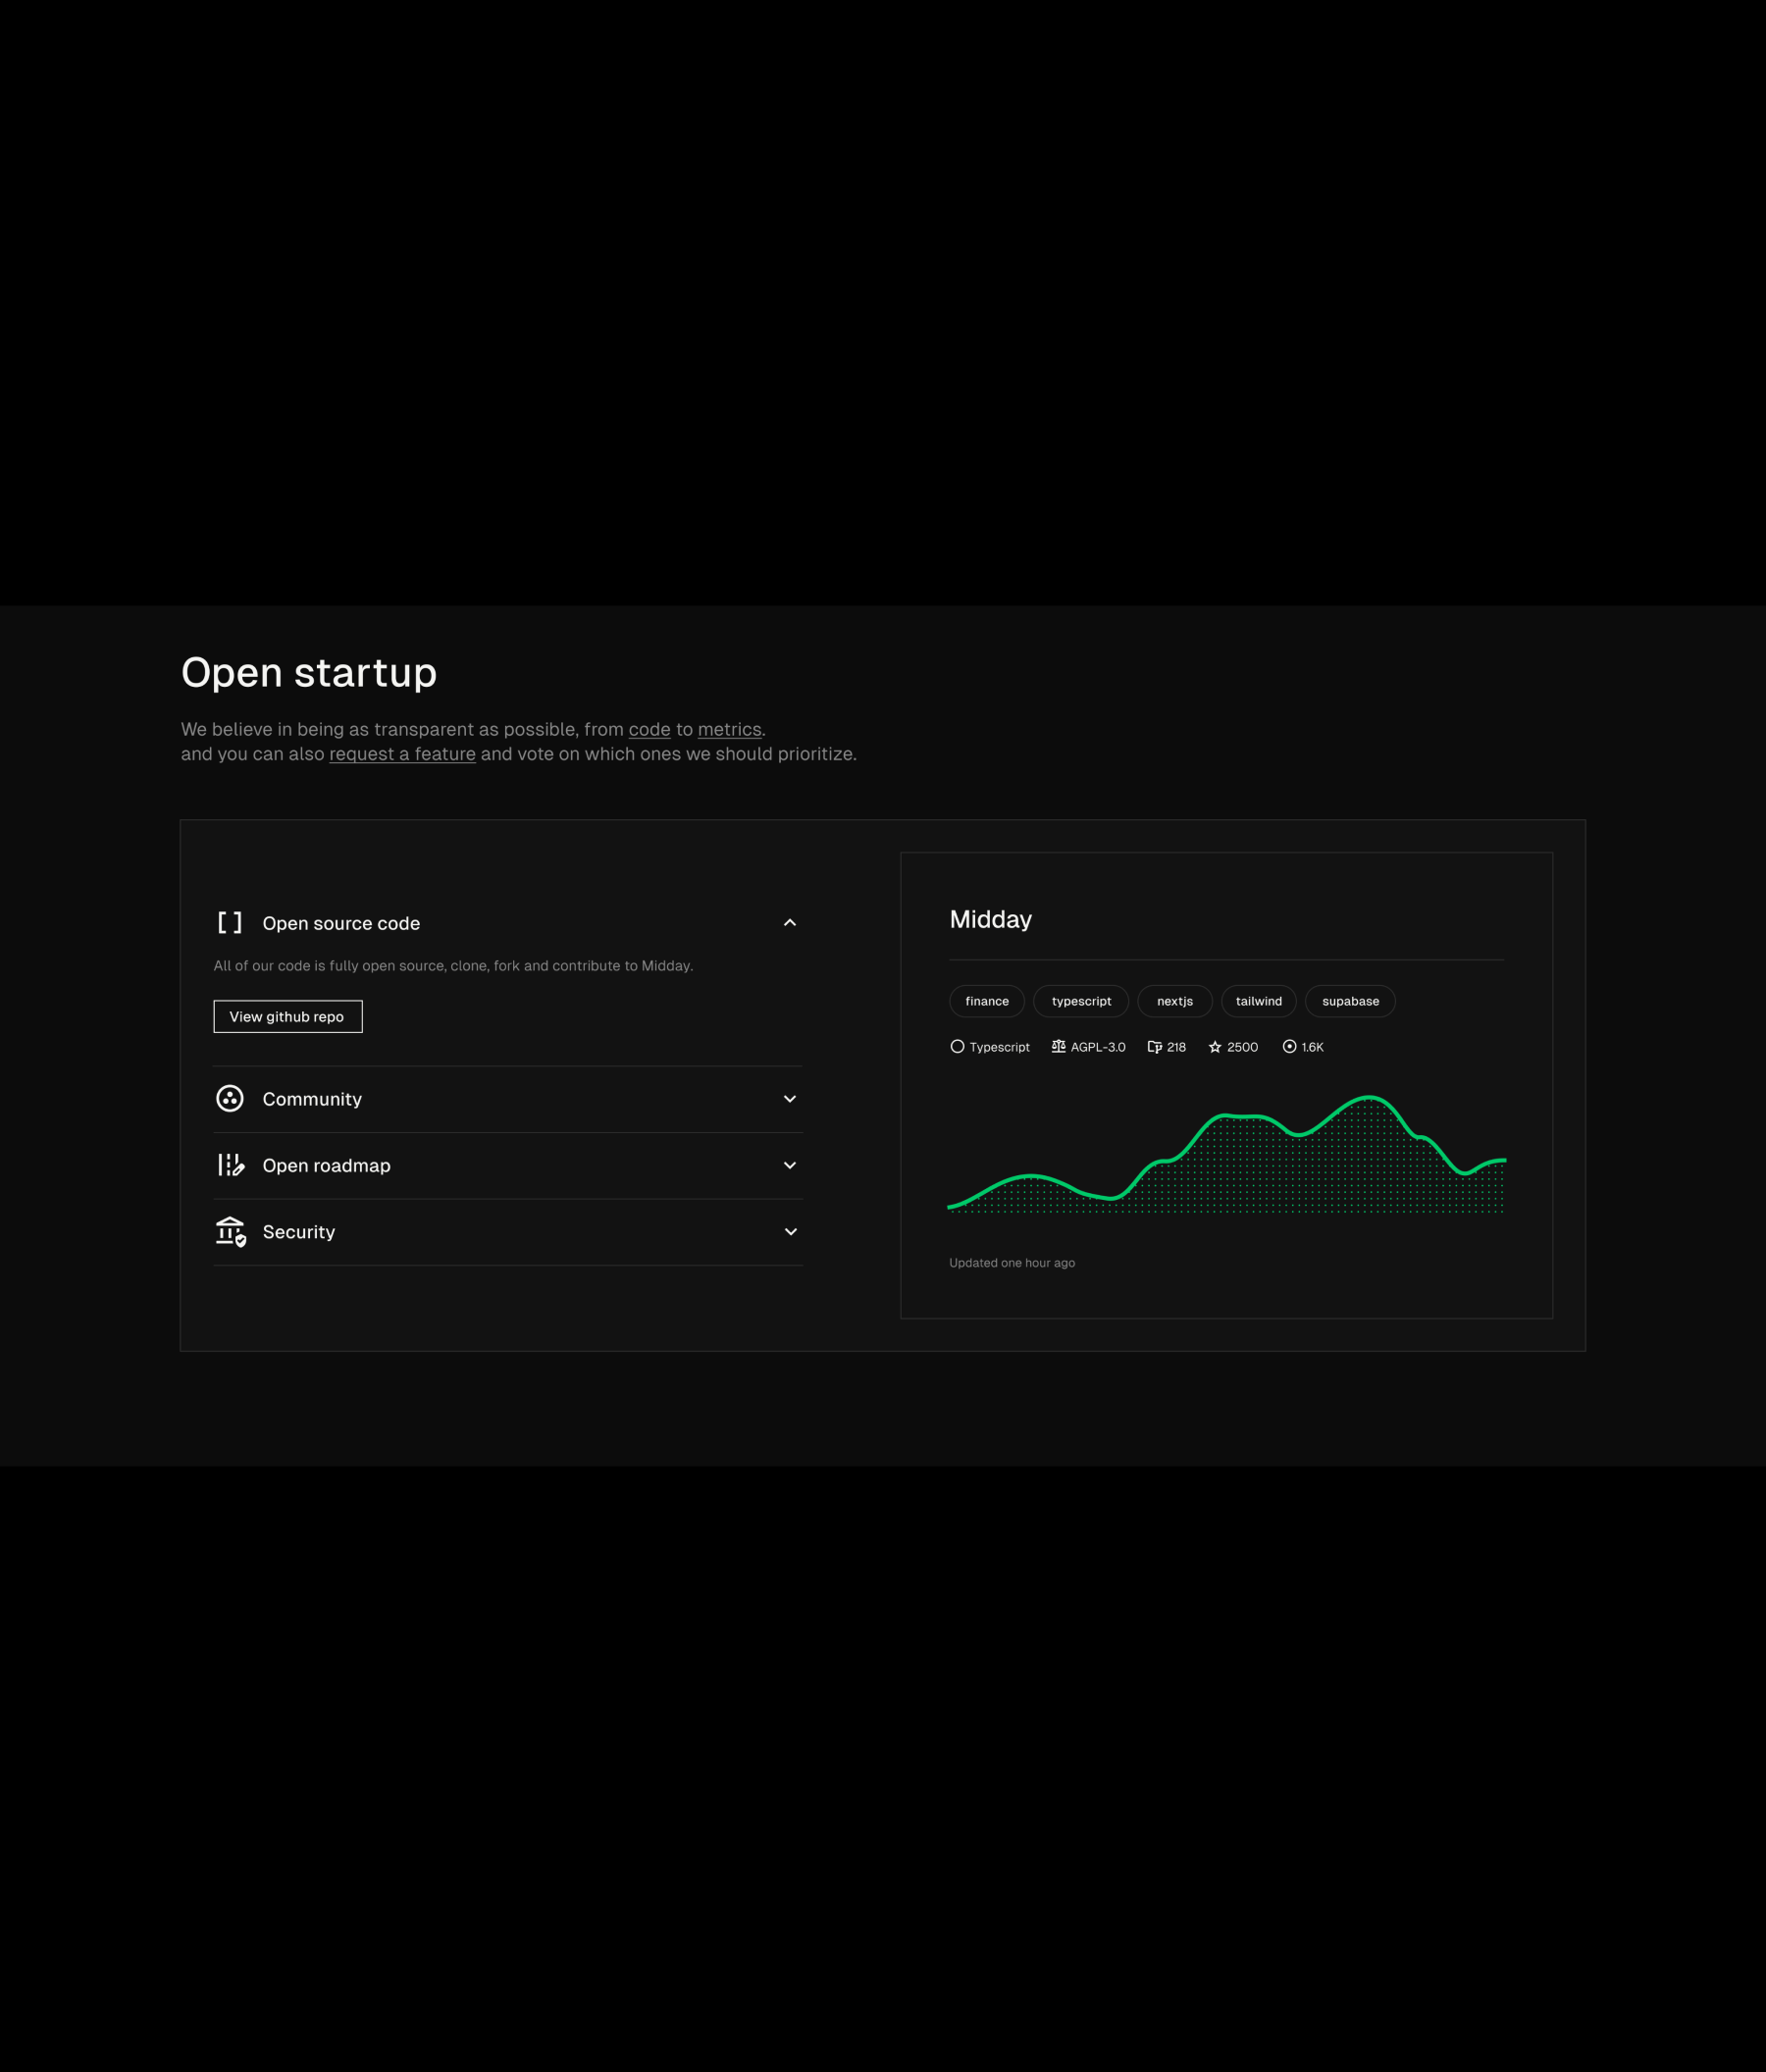 Open startup
We believe in being as transparent as possible, from code to metrics.
and you can also request a feature and vote on which ones we should prioritize.
Open source code
All of our code is fully open source, clone, fork and contribute to Midday.
View github repo
Community
Open roadmap
Security
Midday
finance typescript nextjs tailwind supabase
Typescript AGPL-3.0 218 2500 1.6K
Updated one hour ago